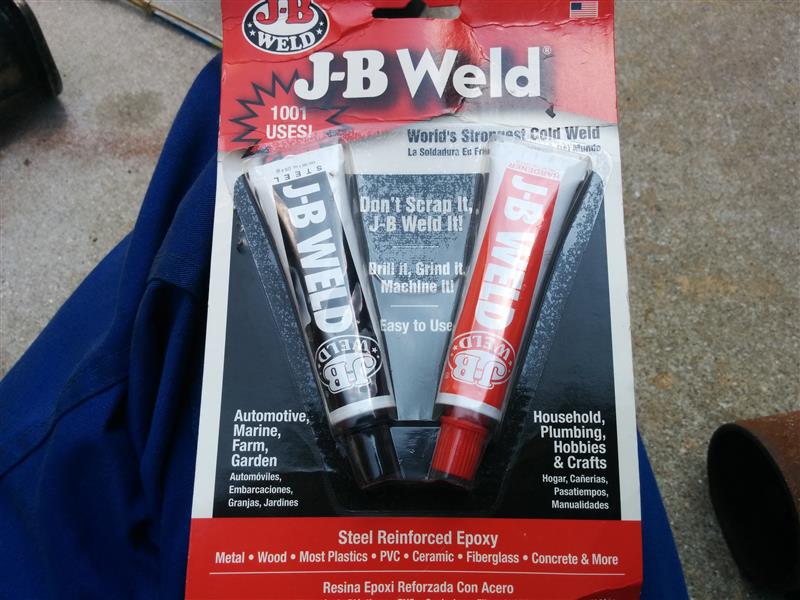 J-B
WELD
J-B Weld®
1001
USES!
World's Strongest Cold Weld
La Soldadura En
Mundo
STEEL
J-B WELD
J-B
WELD
HARDENER
J-B WELD
J-B
WELD
Don't Scrap It,
J-B Weld It!
Drill it, Grind it,
Machine It!
Easy to Use
Automotive,
Marine,
Farm,
Garden
Automóviles,
Embarcaciones,
Granjas, Jardines
Household,
Plumbing,
Hobbies
& Crafts
Hogar, Cañerias,
Pasatiempos,
Manualidades
Steel Reinforced Epoxy
Metal • Wood • Most Plastics • PVC • Ceramic • Fiberglass • Concrete & More
Resina Epoxi Reforzada Con Acero